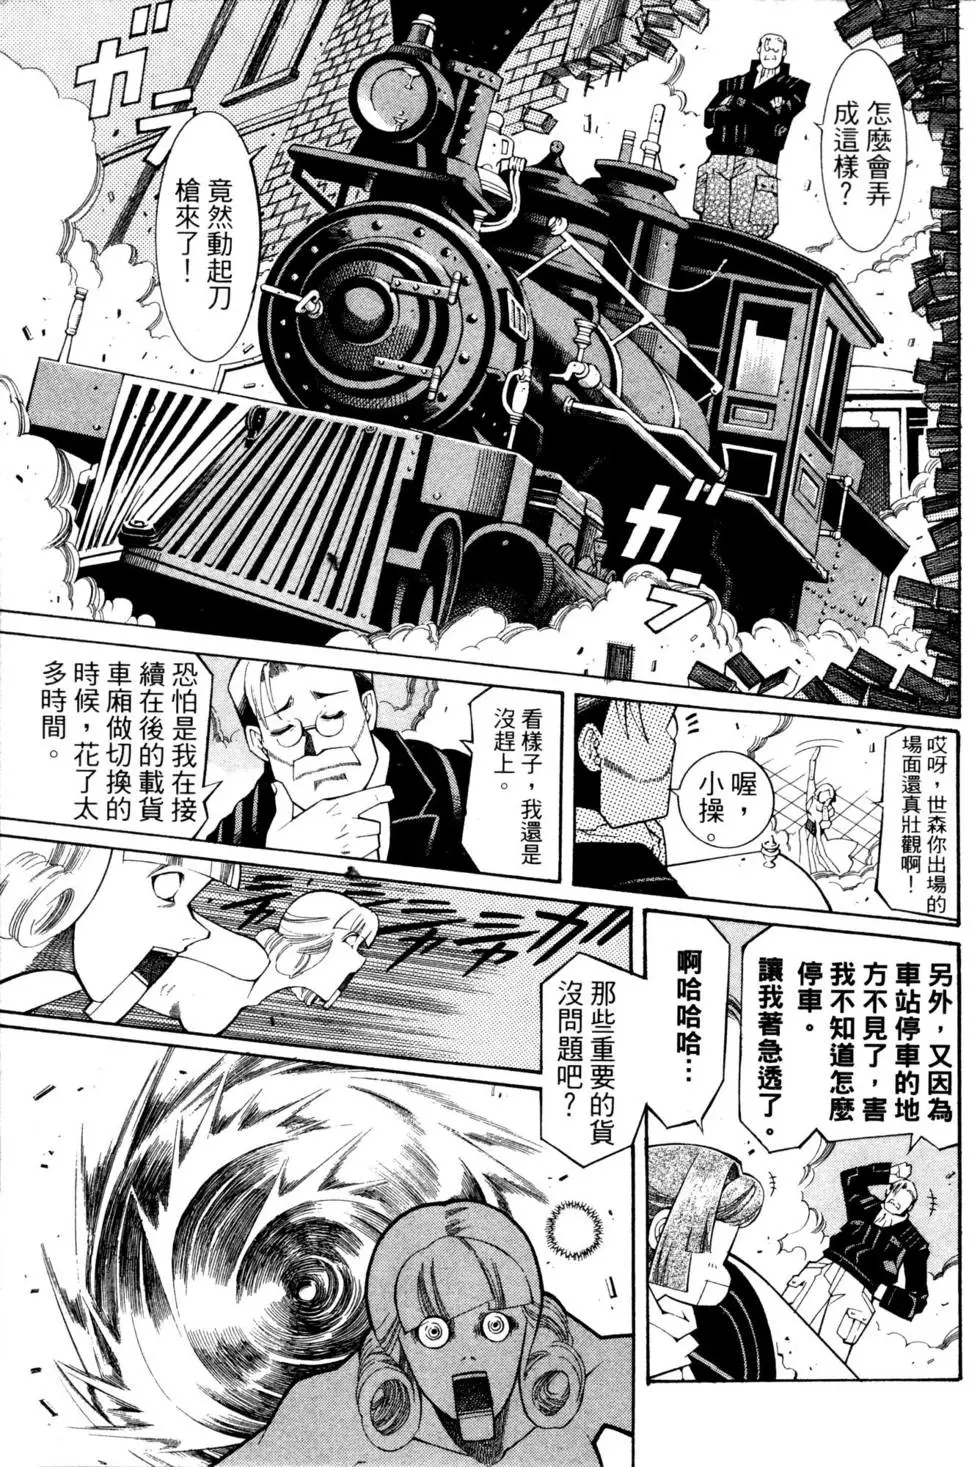 怎麼會弄
成這樣？
竟然動起刀
槍來了！
ガ
ラ
ガ
ラ
哎呀，世森你出場的
場面還真壯觀啊！
喔，
小操。
看樣子，我還是
沒趕上。
恐怕是我在接
續在後的載貨
車廂做切換的
時候，花了太
多時間。
另外，又因為
車站停車的地
方不見了，害
我不知道怎麼
停車。
讓我著急透了。
啊哈哈哈…
那些重要的貨
沒問題吧？